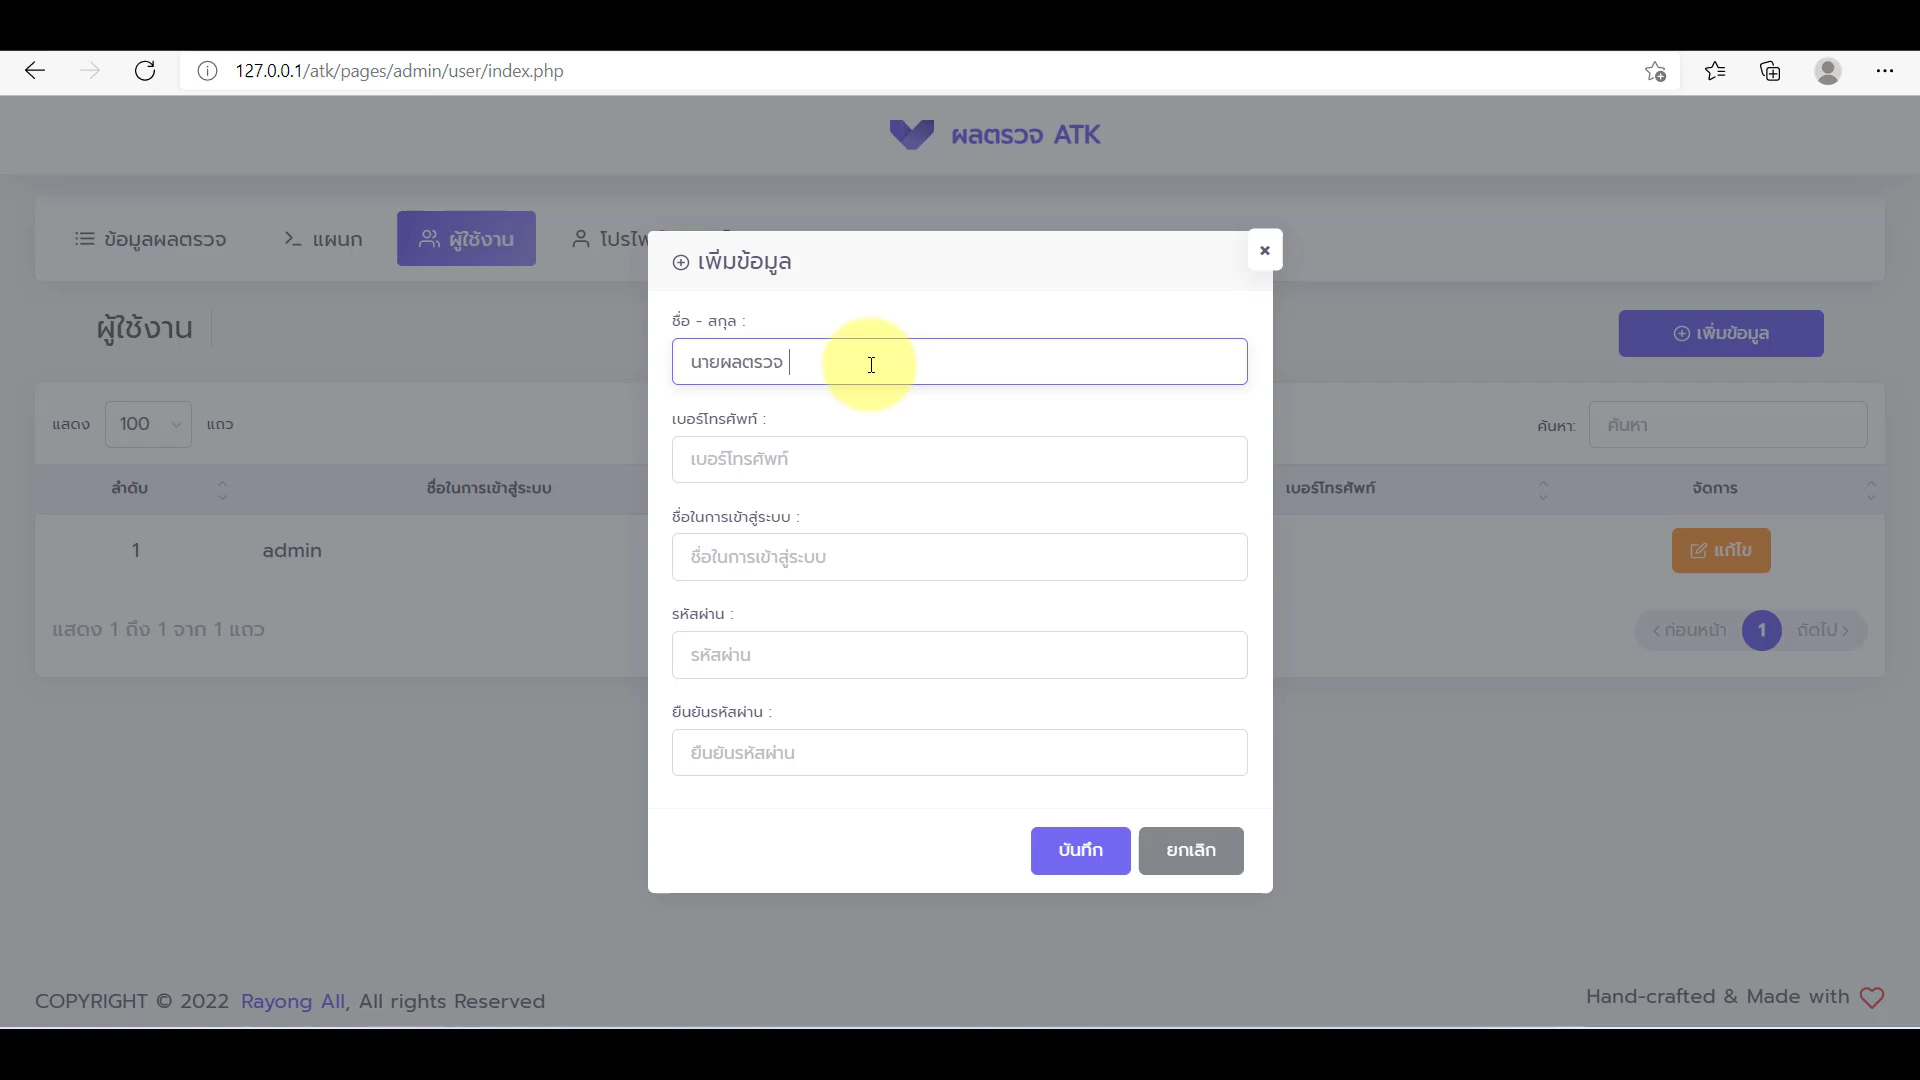 127.0.0.1/atk/pages/admin/user/index.php
ผลตรวจ ATK
ข้อมูลผลตรวจ
แผนก
ผู้ใช้งาน
เพิ่มข้อมูล
ผู้ใช้งาน
ชื่อ - สกุล :
นายผลตรวจ
เพิ่มข้อมูล
เบอร์โทรศัพท์ :
เบอร์โทรศัพท์
แสดง 100 แถว
ค้นหา: ค้นหา
ลำดับ ชื่อในการเข้าสู่ระบบ เบอร์โทรศัพท์ จัดการ
ชื่อในการเข้าสู่ระบบ :
ชื่อในการเข้าสู่ระบบ
1 admin แก้ไข
รหัสผ่าน :
รหัสผ่าน
แสดง 1 ถึง 1 จาก 1 แถว
ก่อนหน้า 1 ถัดไป
ยืนยันรหัสผ่าน :
ยืนยันรหัสผ่าน
บันทึก ยกเลิก
COPYRIGHT © 2022 Rayong All, All rights Reserved
Hand-crafted & Made with